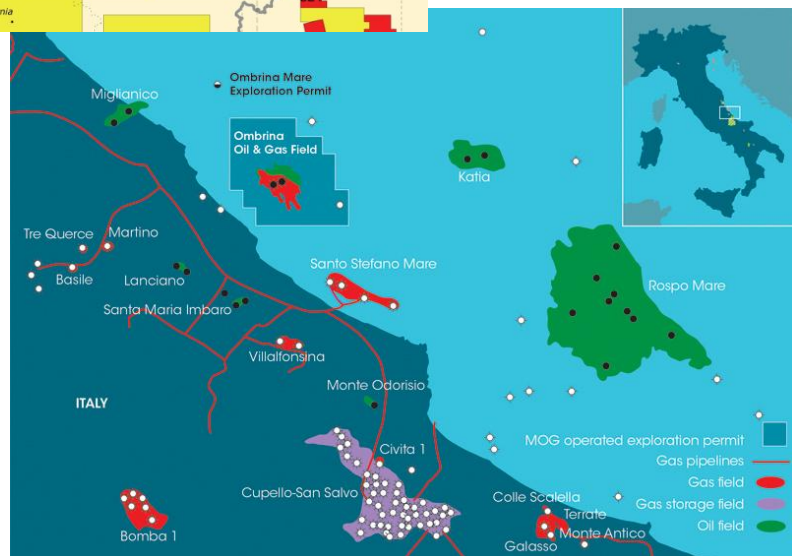 Miglianico
Ombrina Mare
Exploration Permit
Ombrina
Oil & Gas Field
Katia
Tre Querce
Martino
Basile
Lanciano
Santa Maria Imbaro
Santo Stefano Mare
Rospo Mare
Villalfonsina
Monte Odorisio
ITALY
Civita 1
Cupello-San Salvo
Bomba 1
Colle Scalella
Terrate
Monte Antico
Galasso
MOG operated exploration permit
Gas pipelines
Gas field
Gas storage field
Oil field